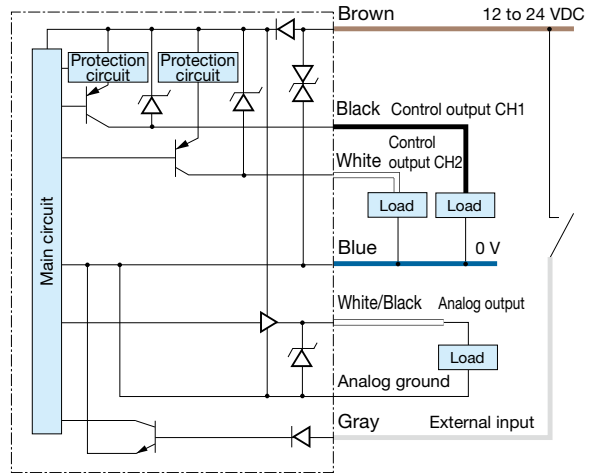 Brown 12 to 24 VDC
Protection
circuit
Protection
circuit
Black Control output CH1
White Control
output CH2
Load
Load
Main circuit
Blue 0 V
White/Black Analog output
Load
Analog ground
Gray External input